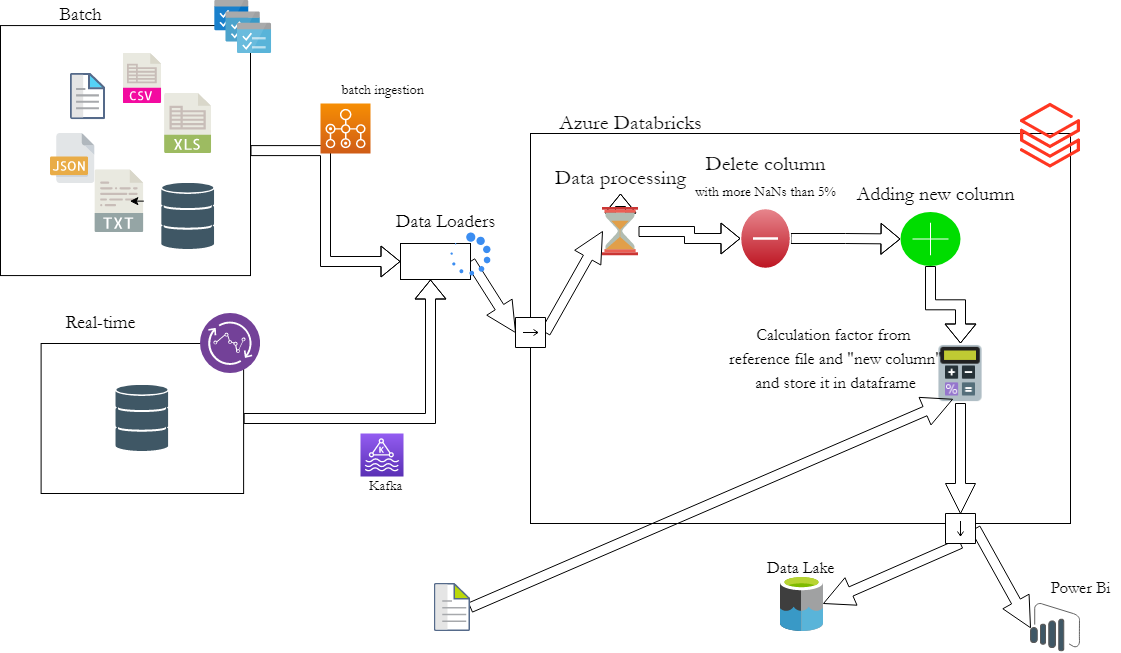 Batch
CSV
XLS
JSON
TXT
batch ingestion
Data Loaders
Real-time
K
Kafka
Azure Databricks
Data processing
Delete column
with more NaNs than 5%
Adding new column
Calculation factor from
reference file and "new column"
and store it in dataframe
%
Data Lake
Power Bi